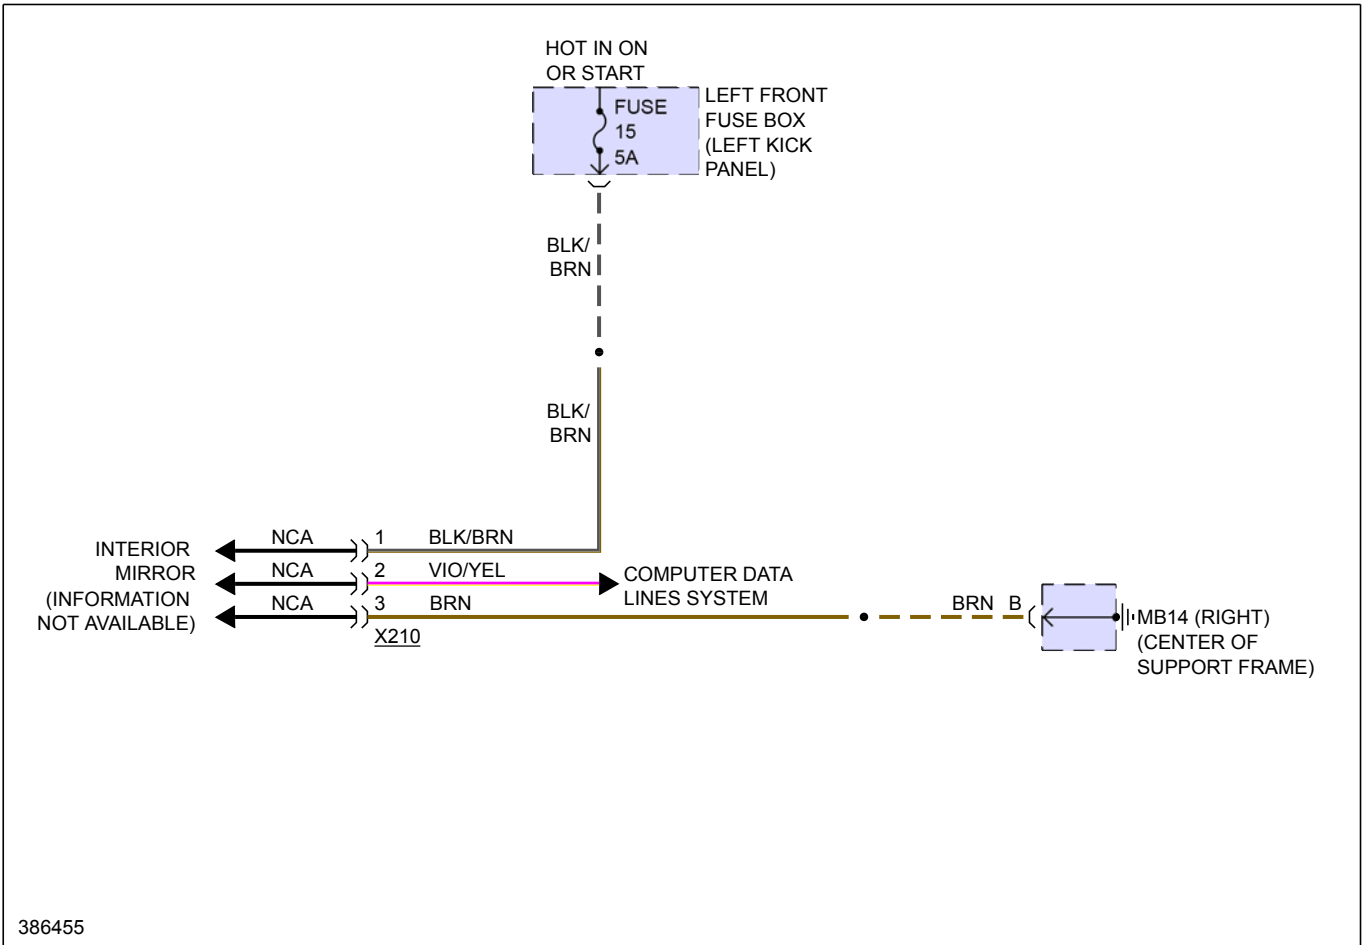 HOT IN ON
OR START
FUSE
15
5A
LEFT FRONT
FUSE BOX
(LEFT KICK
PANEL)
BLK/
BRN
BLK/
BRN
INTERIOR
MIRROR
(INFORMATION
NOT AVAILABLE)
NCA 1 BLK/BRN
NCA 2 VIO/YEL
NCA 3 BRN
X210
COMPUTER DATA
LINES SYSTEM
BRN B
MB14 (RIGHT)
(CENTER OF
SUPPORT FRAME)
386455